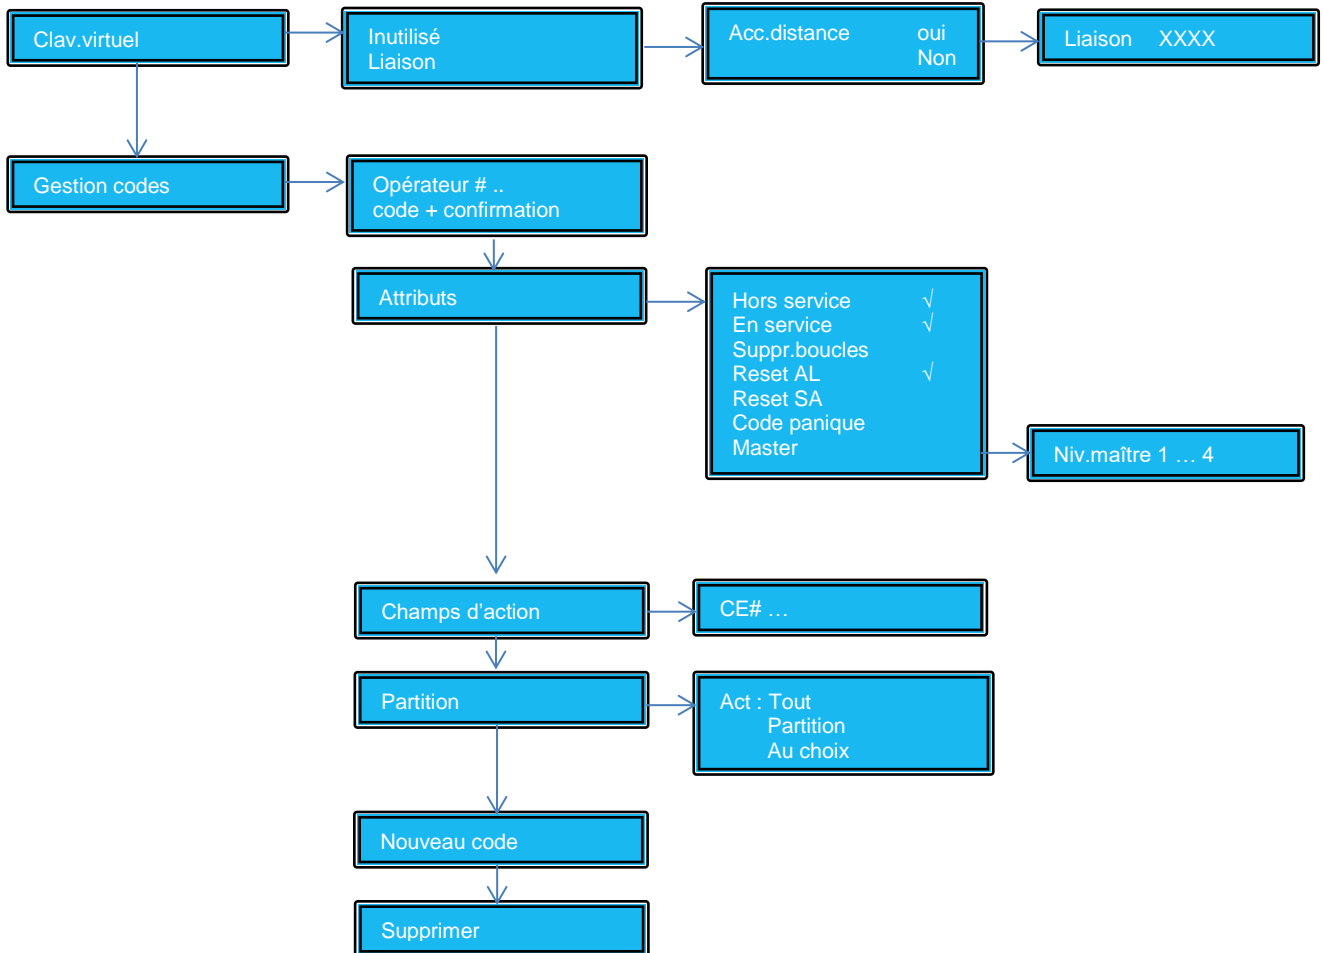 Clav.virtuel
Inutilisé
Liaison
Acc.distance oui
Non
Liaison XXXX
Gestion codes
Opérateur # ..
code + confirmation
Attributs
Hors service √
En service √
Suppr.boucles
Reset AL √
Reset SA
Code panique
Master
Niv.maître 1 … 4
Champs d’action
CE# …
Partition
Act : Tout
Partition
Au choix
Nouveau code
Supprimer